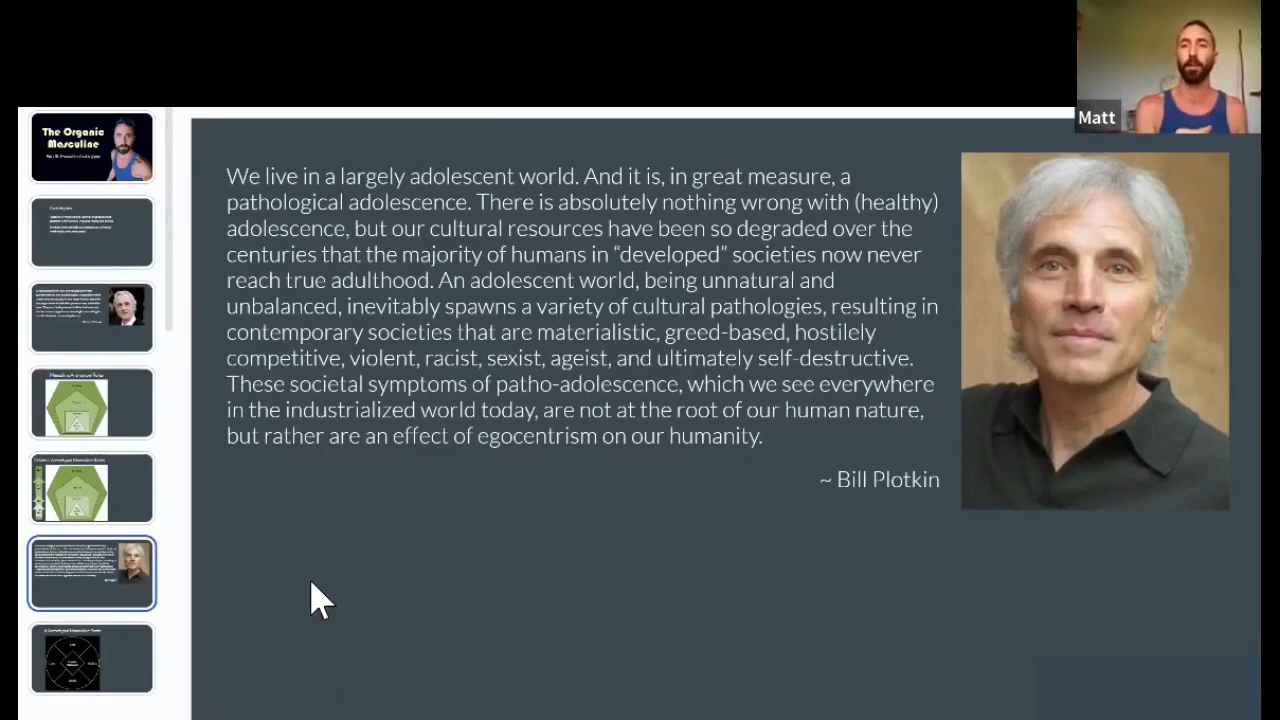 Matt
The Organic
Masculine
We live in a largely adolescent world. And it is, in great measure, a
pathological adolescence. There is absolutely nothing wrong with (healthy)
adolescence, but our cultural resources have been so degraded over the
centuries that the majority of humans in “developed” societies now never
reach true adulthood. An adolescent world, being unnatural and
unbalanced, inevitably spawns a variety of cultural pathologies, resulting in
contemporary societies that are materialistic, greed-based, hostilely
competitive, violent, racist, sexist, ageist, and ultimately self-destructive.
These societal symptoms of patho-adolescence, which we see everywhere
in the industrialized world today, are not at the root of our human nature,
but rather are an effect of egocentrism on our humanity.
~ Bill Plotkin